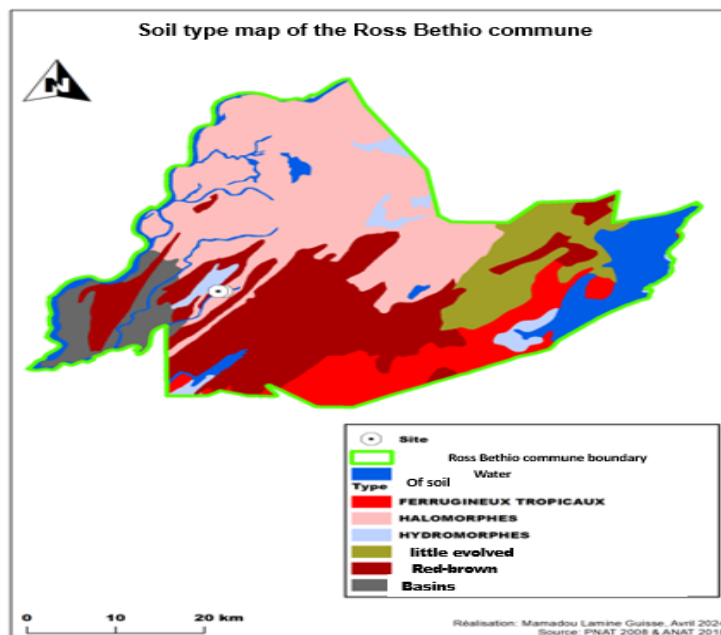 Soil type map of the Ross Bethio commune
N
Site
Ross Bethio commune boundary
Water
Type Of soil
FERRUGINEUX TROPICAUX
HALOMORPHES
HYDROMORPHES
little evolved
Red-brown
Basins
0 10 20 km
Réalisation: Mamadou Lamine Guisse, Avril
Source: PNAT 2008 & ANAT